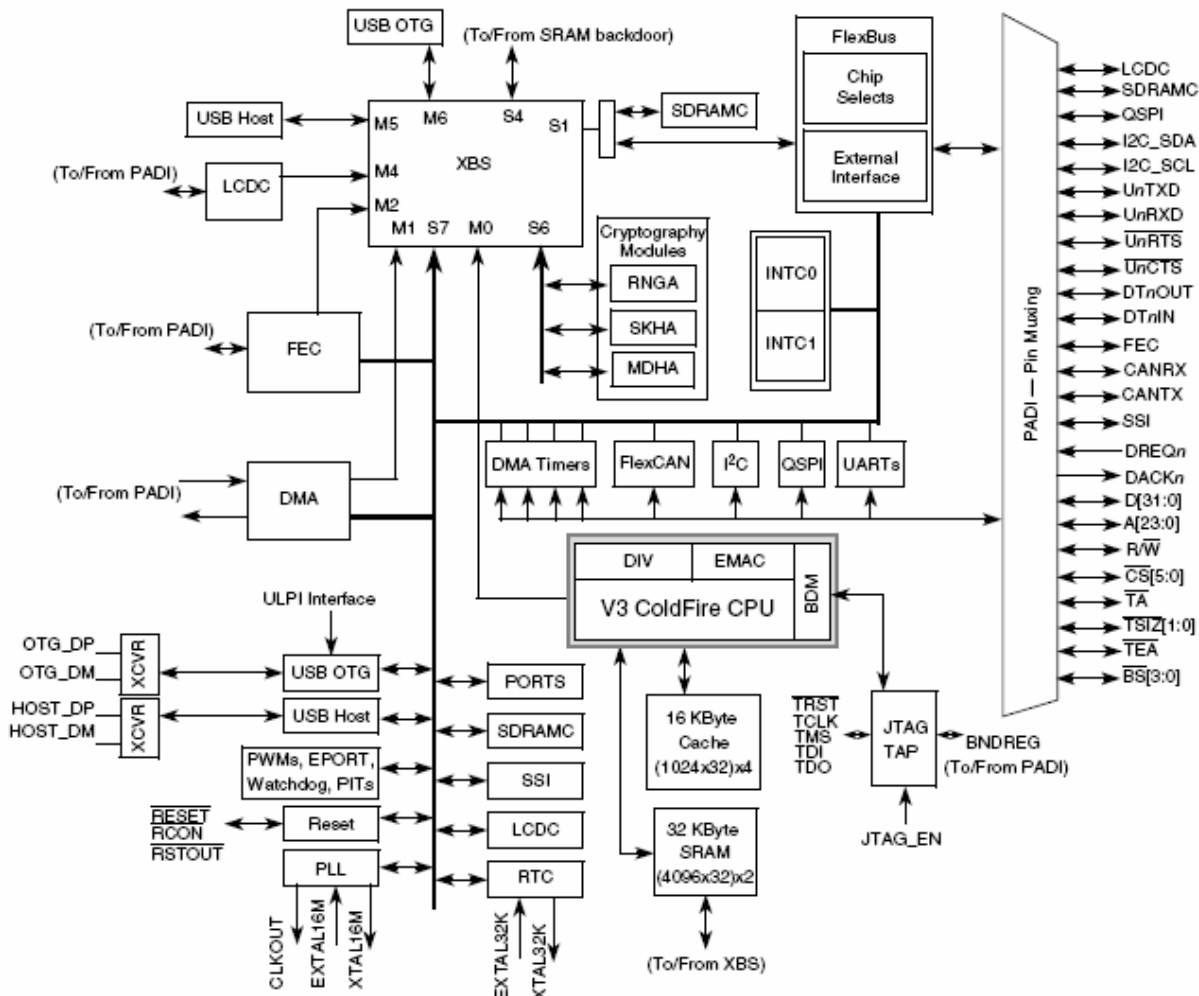 USB OTG
(To/From SRAM backdoor)
FlexBus
Chip
Selects
External
Interface
USB Host
M5
M6
S4
S1
SDRAMC
XBS
(To/From PADI)
LCDC
M4
M2
M1
S7
M0
S6
Cryptography
Modules
RNGA
SKHA
MDHA
INTC0
INTC1
(To/From PADI)
FEC
(To/From PADI)
DMA
DMA Timers
FlexCAN
I²C
QSPI
UARTs
PADI — Pin Muxing
LCDC
SDRAMC
QSPI
I2C_SDA
I2C_SCL
UnTXD
UnRXD
UnRTS
UnCTS
DTnOUT
DTnIN
FEC
CANRX
CANTX
SSI
DREQn
DACKn
D[31:0]
A[23:0]
R/W
CS[5:0]
TA
TSIZ[1:0]
TEA
BS[3:0]
DIV
EMAC
BDM
V3 ColdFire CPU
ULPI Interface
OTG_DP
OTG_DM
XCVR
USB OTG
HOST_DP
HOST_DM
XCVR
USB Host
PWMs, EPORT,
Watchdog, PITs
RESET
RCON
RSTOUT
Reset
PLL
CLKOUT
EXTAL16M
XTAL16M
PORTS
SDRAMC
SSI
LCDC
RTC
EXTAL32K
XTAL32K
16 KByte
Cache
(1024x32)x4
32 KByte
SRAM
(4096x32)x2
(To/From XBS)
TRST
TCLK
TMS
TDI
TDO
JTAG
TAP
BNDREG
(To/From PADI)
JTAG_EN